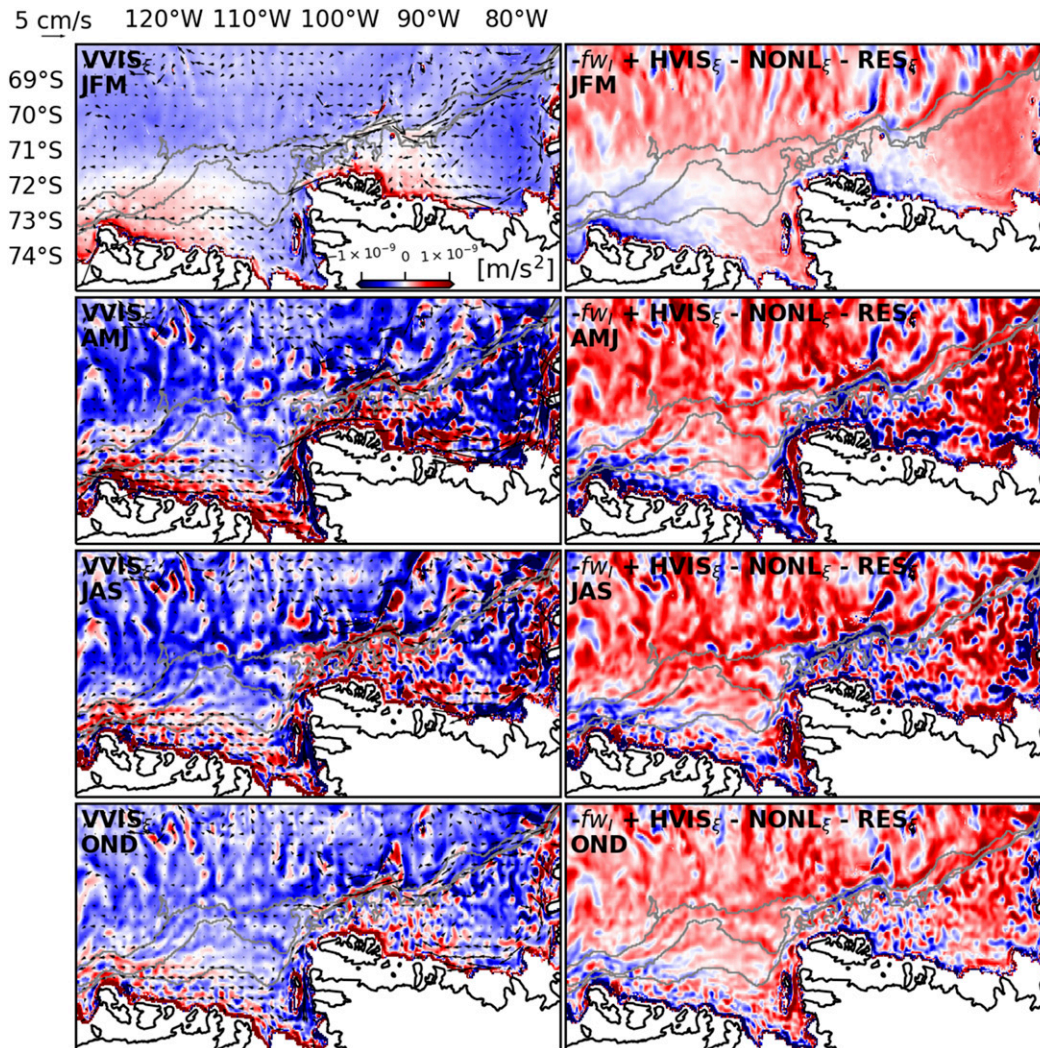 5 cm/s 120°W 110°W 100°W 90°W 80°W
69°S
70°S
71°S
72°S
73°S
74°S
VVISξ
JFM
-fwI + HVISξ - NONLξ - RESξ
JFM
−1 × 10⁻⁹ 0 1 × 10⁻⁹
[m/s²]
VVISξ
AMJ
-fwI + HVISξ - NONLξ - RESξ
AMJ
VVISξ
JAS
-fwI + HVISξ - NONLξ - RESξ
JAS
VVISξ
OND
-fwI + HVISξ - NONLξ - RESξ
OND